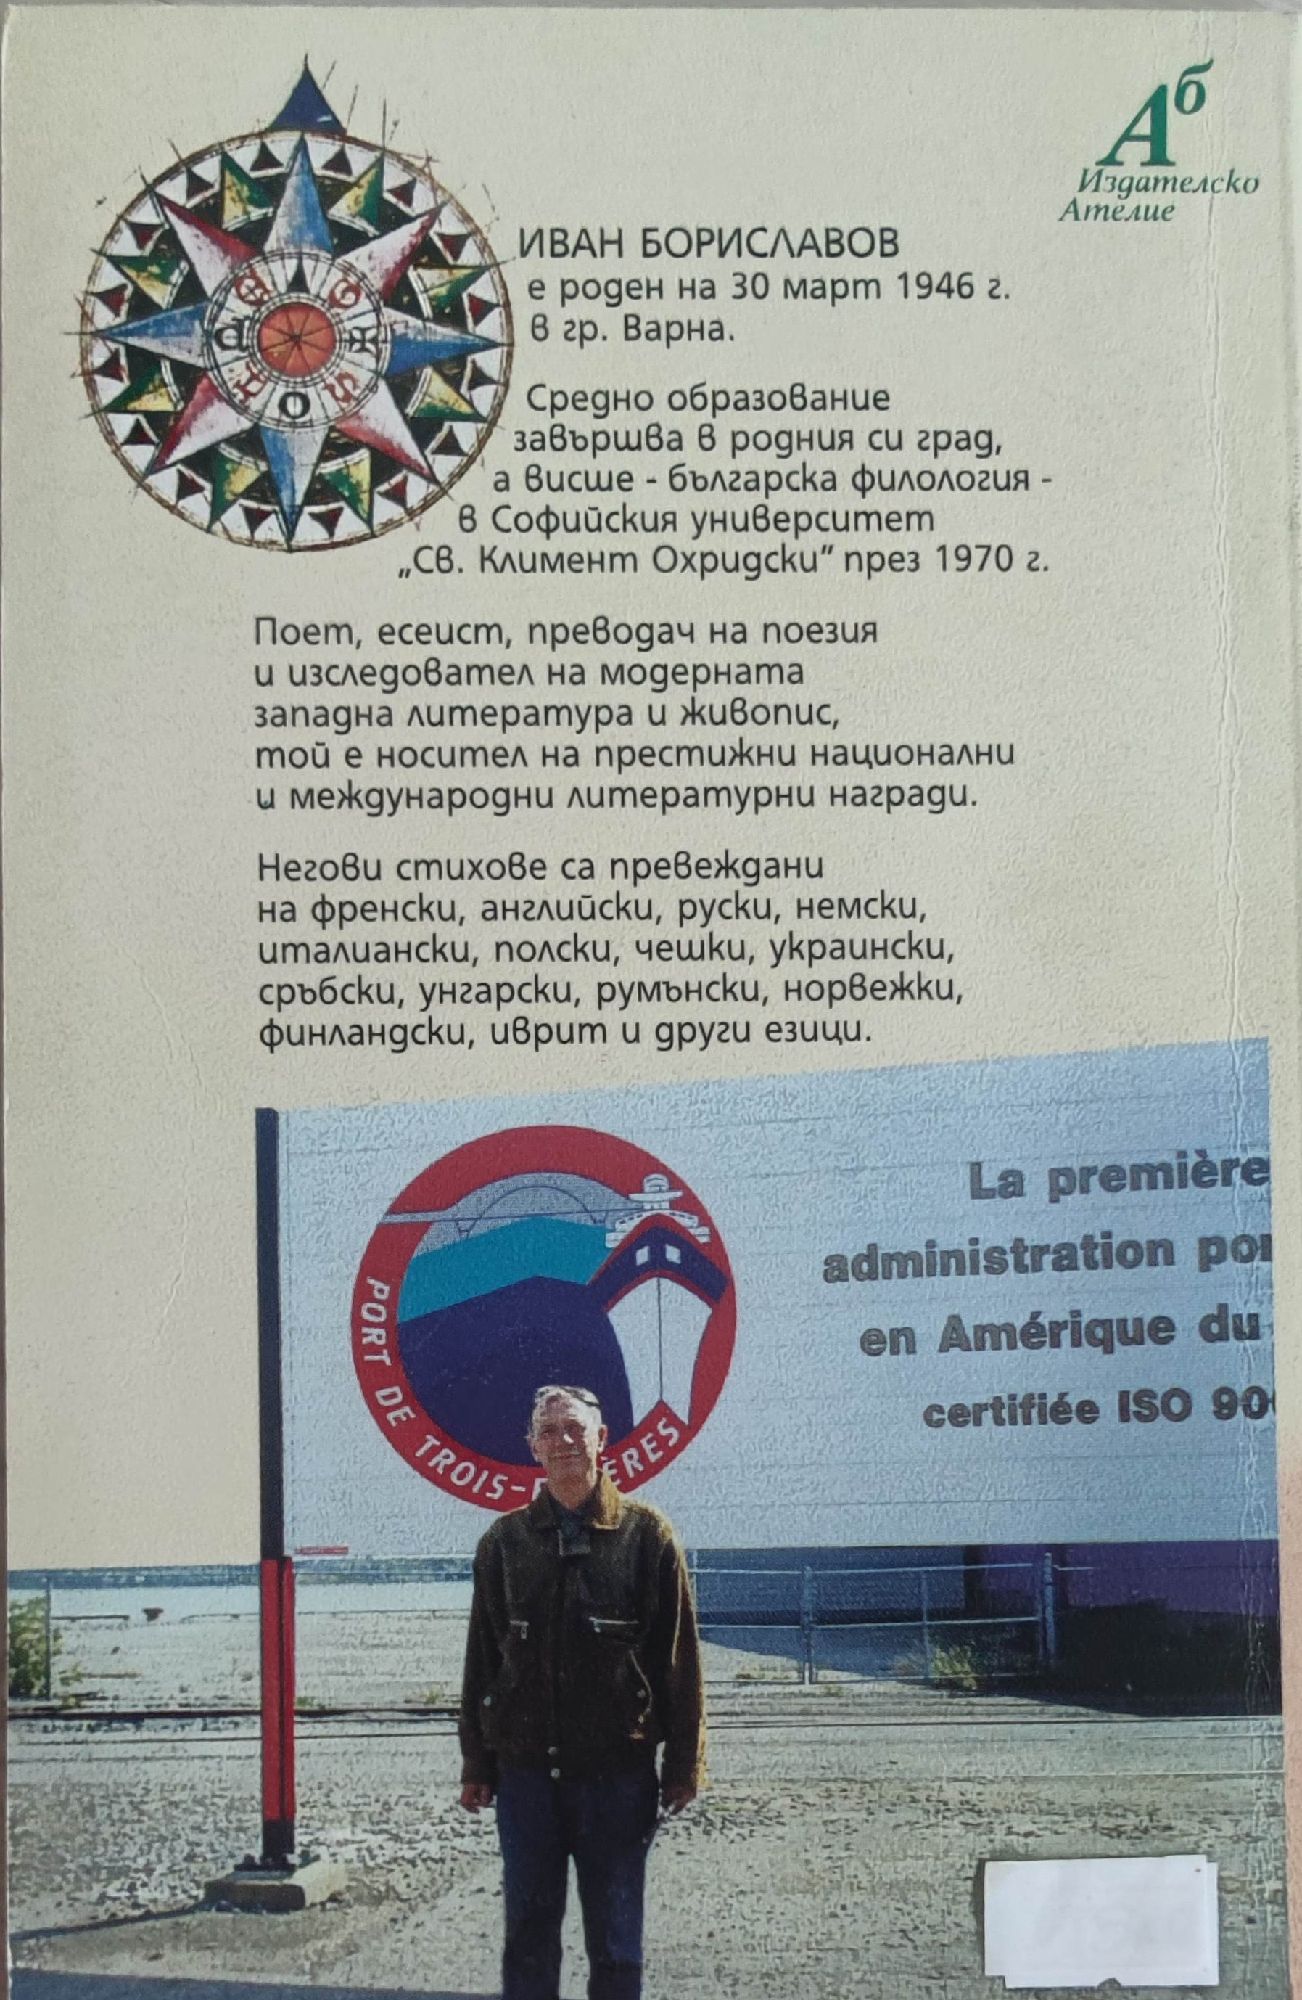 Аб
Издателско
Ателие
ИВАН БОРИСЛАВОВ
е роден на 30 март 1946 г.
в гр. Варна.
Средно образование
завършва в родния си град,
а висше - българска филология -
в Софийския университет
„Св. Климент Охридски” през 1970 г.
Поет, есеист, преводач на поезия
и изследовател на модерната
западна литература и живопис,
той е носител на престижни национални
и международни литературни награди.
Негови стихове са превеждани
на френски, английски, руски, немски,
италиански, полски, чешки, украински,
сръбски, унгарски, румънски, норвежки,
финландски, иврит и други езици.
La première
administration
en Amérique du
certifiée ISO
PORT DE TROIS-